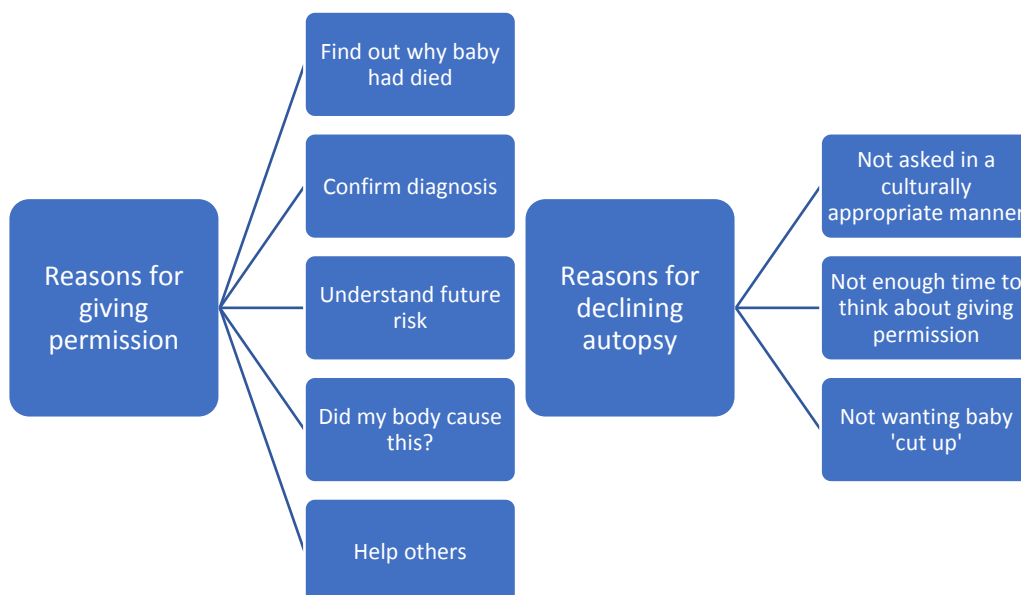 Reasons for
giving
permission
Find out why baby
had died
Confirm diagnosis
Understand future
risk
Did my body cause
this?
Help others
Reasons for
declining
autopsy
Not asked in a
culturally
appropriate manner
Not enough time to
think about giving
permission
Not wanting baby
'cut up'